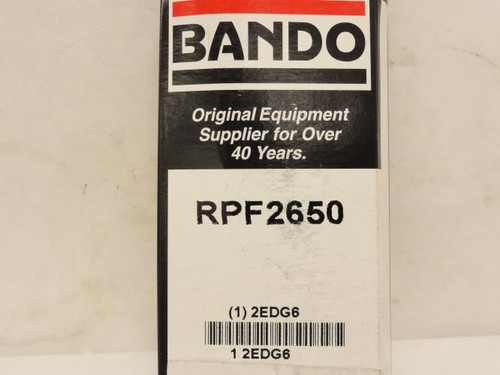 BANDO
Original Equipment
Supplier for Over
40 Years.
RPF2650
(1) 2EDG6
1 2EDG6